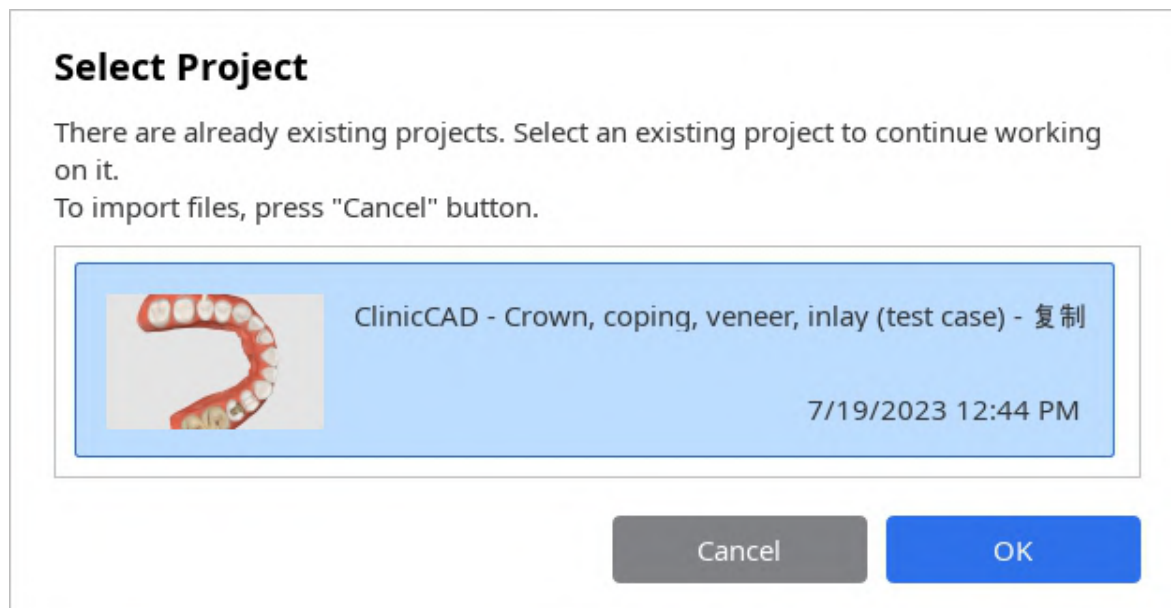 Select Project
There are already existing projects. Select an existing project to continue working
on it.
To import files, press "Cancel" button.
ClinicCAD - Crown, coping, veneer, inlay (test case) - 复制
7/19/2023 12:44 PM
Cancel
OK